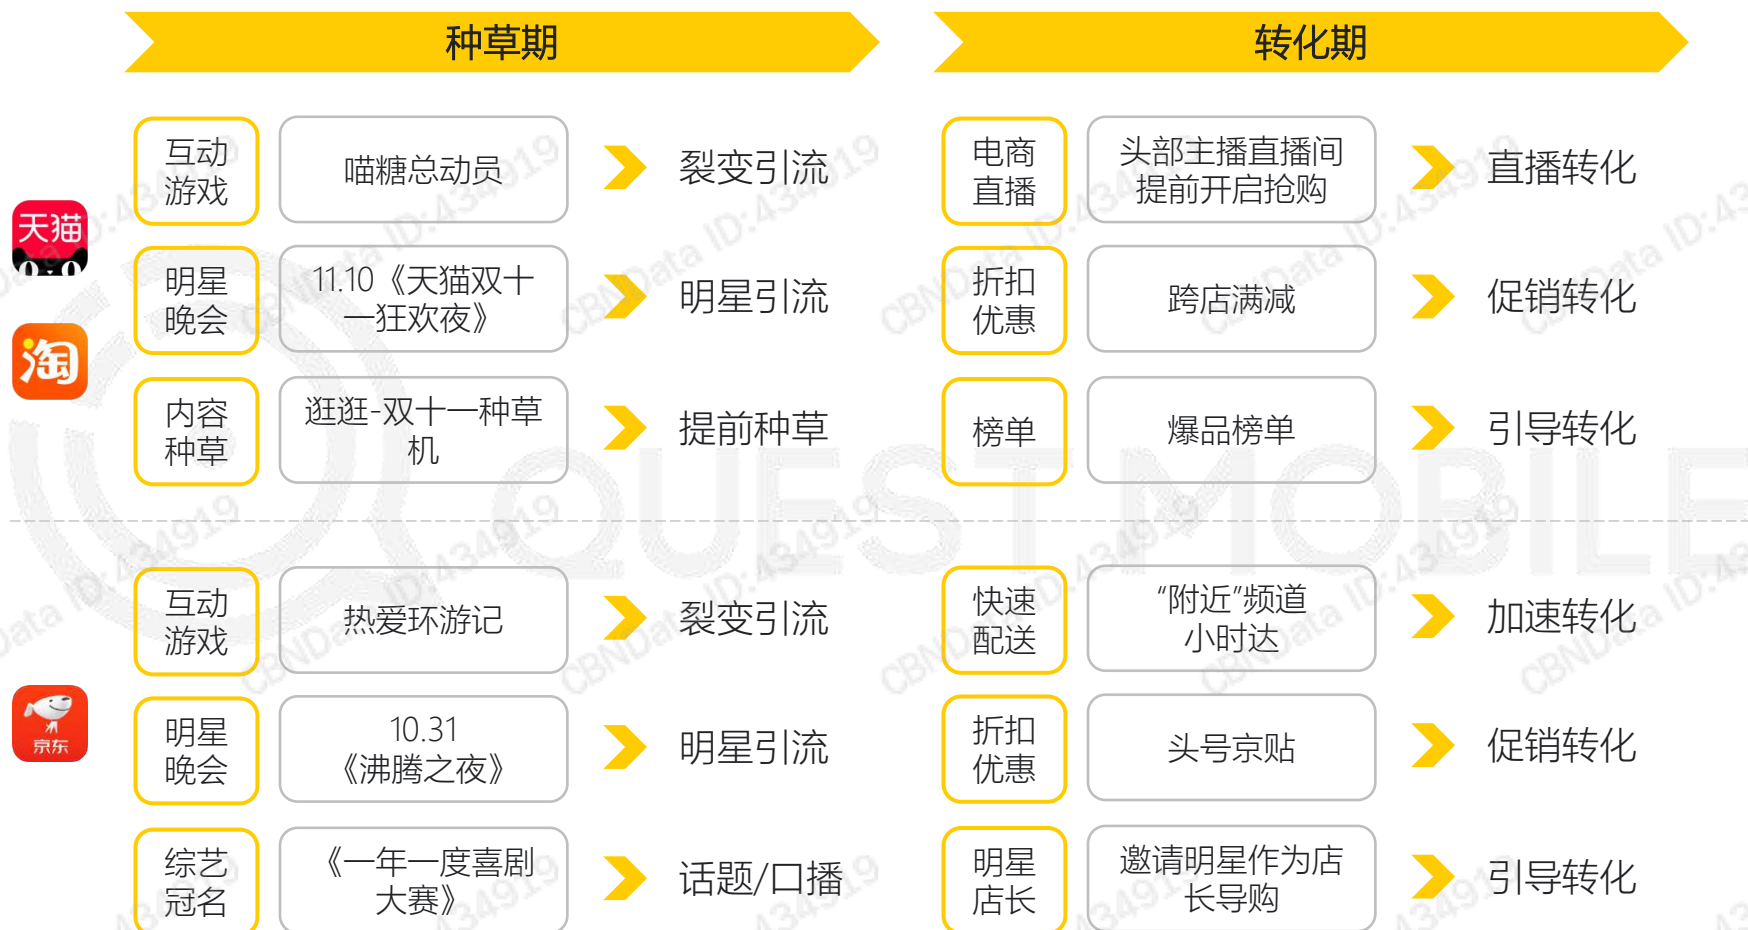 种草期
转化期
天猫
淘
互动
游戏
喵糖总动员
裂变引流
电商
直播
头部主播直播间
提前开启抢购
直播转化
明星
晚会
11.10《天猫双十
一狂欢夜》
明星引流
折扣
优惠
跨店满减
促销转化
内容
种草
逛逛-双十一种草
机
提前种草
榜单
爆品榜单
引导转化
京东
互动
游戏
热爱环游记
裂变引流
快速
配送
“附近”频道
小时达
加速转化
明星
晚会
10.31
《沸腾之夜》
明星引流
折扣
优惠
头号京贴
促销转化
综艺
冠名
《一年一度喜剧
大赛》
话题/口播
明星
店长
邀请明星作为店
长导购
引导转化
QUEST MOBILE
CBNData ID:434919